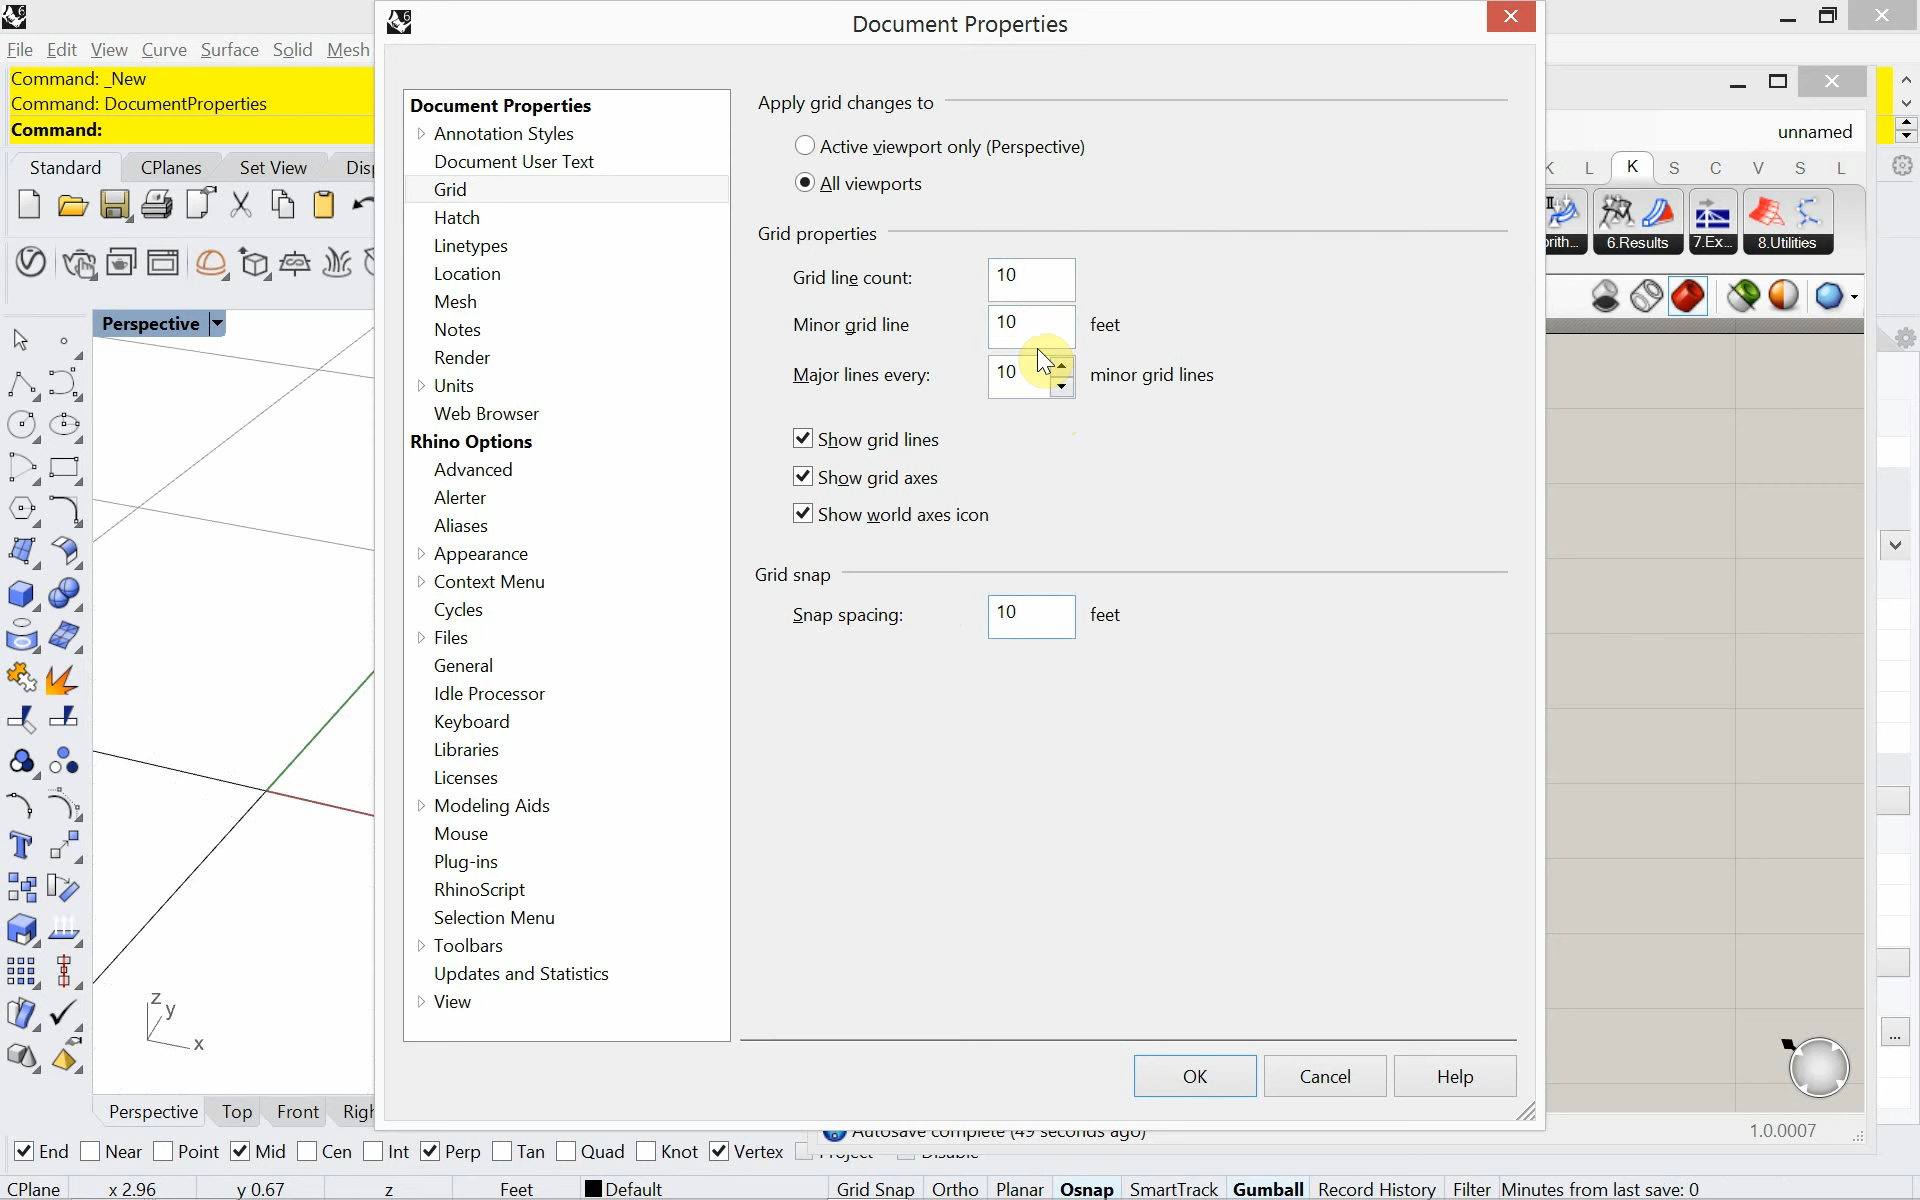 Document Properties
File Edit View Curve Surface Solid Mesh
Command: _New
Command: DocumentProperties
Command:
Standard CPlanes Set View
Perspective
Document Properties
Annotation Styles
Document User Text
Grid
Hatch
Linetypes
Location
Mesh
Notes
Render
Units
Web Browser
Rhino Options
Advanced
Alerter
Aliases
Appearance
Context Menu
Cycles
Files
General
Idle Processor
Keyboard
Libraries
Licenses
Modeling Aids
Mouse
Plug-ins
RhinoScript
Selection Menu
Toolbars
Updates and Statistics
View
Apply grid changes to
Active viewport only (Perspective)
All viewports
Grid properties
Grid line count: 10
Minor grid line 10 feet
Major lines every: 10 minor grid lines
Show grid lines
Show grid axes
Show world axes icon
Grid snap
Snap spacing: 10 feet
OK Cancel Help
unnamed
L K S C V S L
6.Results 7.Ex... 8.Utilities
z
y
x
Perspective Top Front
Autosave complete (49 seconds ago)
1.0.0007
End Near Point Mid Cen Int Perp Tan Quad Knot Vertex Project Disable
CPlane x 2.96 y 0.67 z Feet Default Grid Snap Ortho Planar Osnap SmartTrack Gumball Record History Filter Minutes from last save: 0